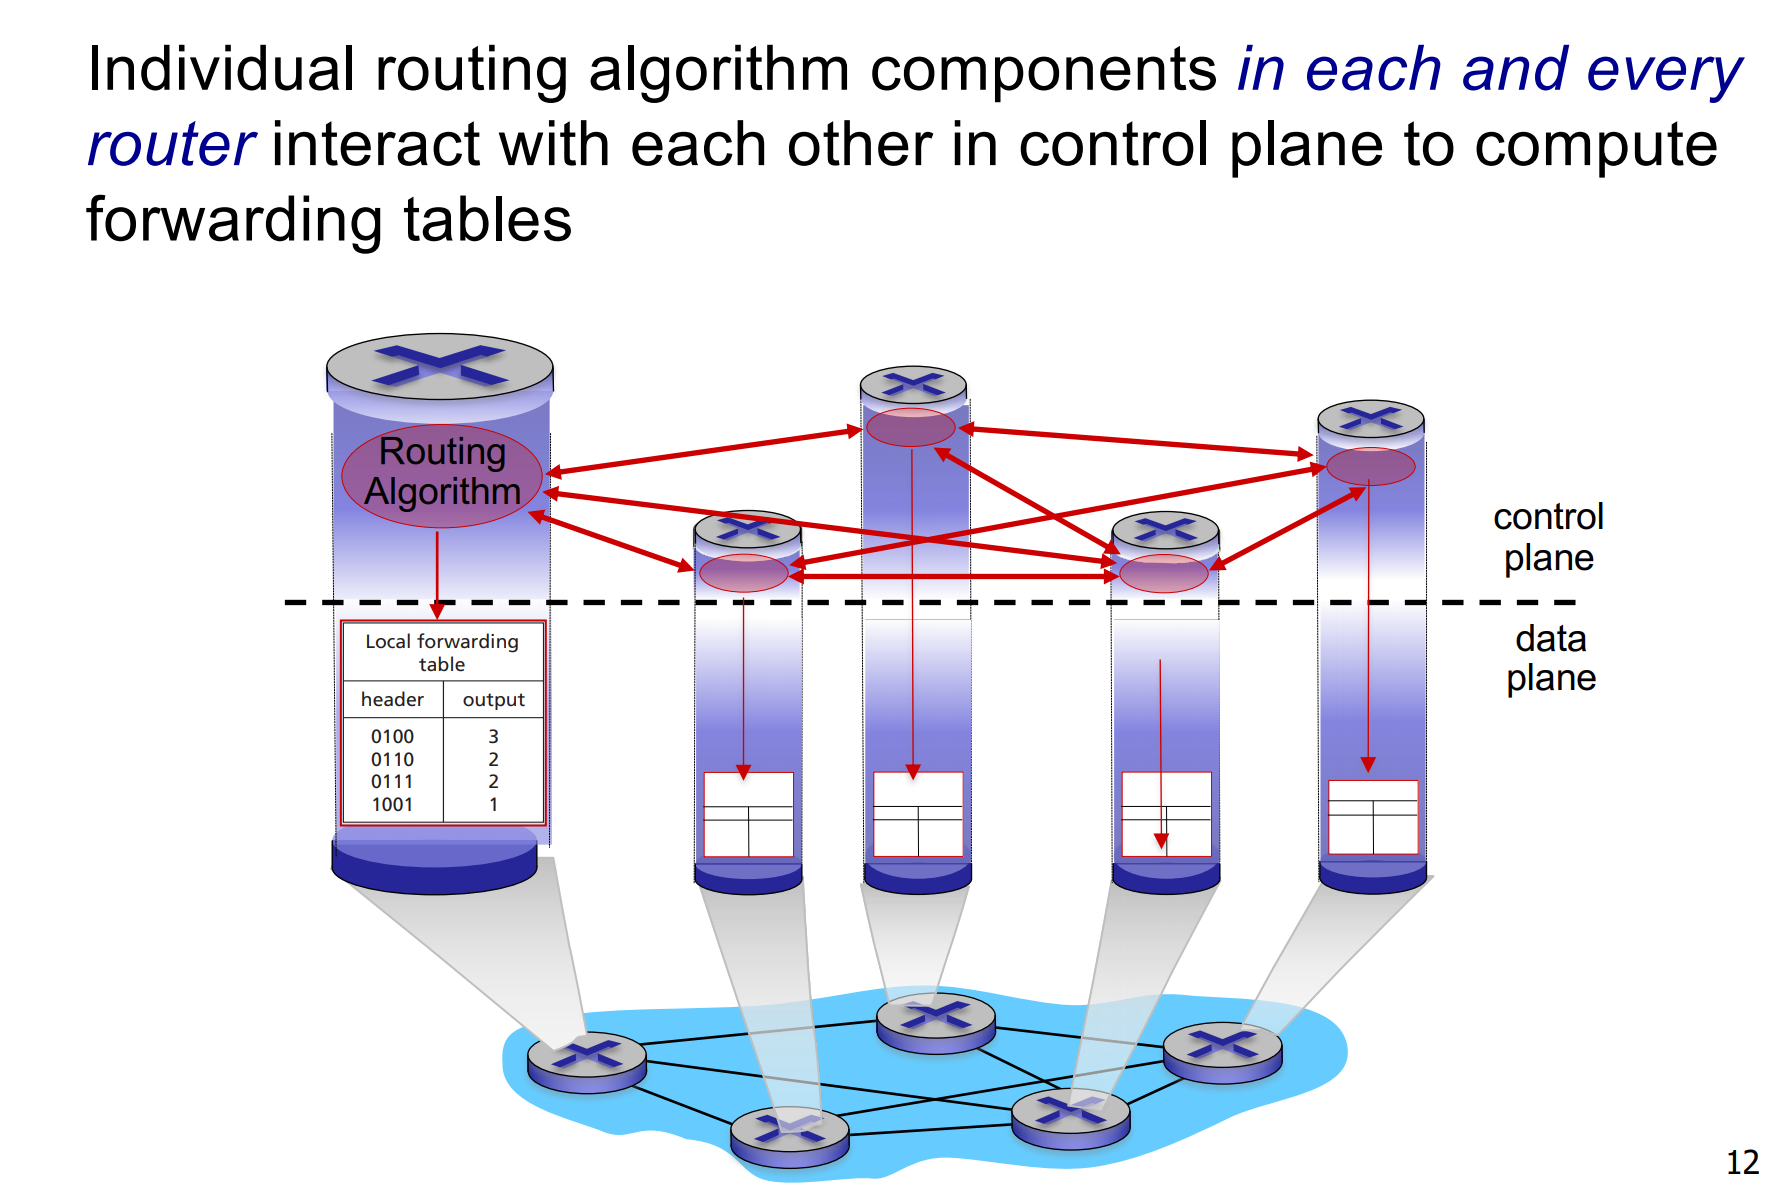 Individual routing algorithm components in each and every
router interact with each other in control plane to compute
forwarding tables
Routing
Algorithm
control
plane
data
plane
Local forwarding
table
header output
0100 3
0110 2
0111 2
1001 1
12